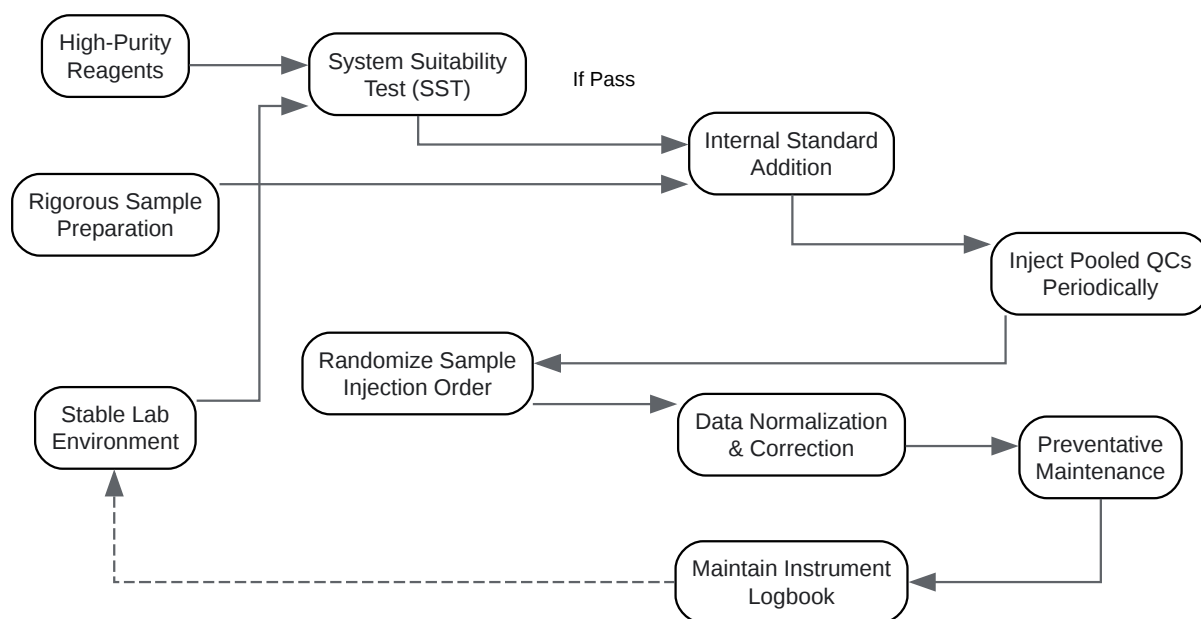 High-Purity
Reagents
System Suitability
Test (SST)
If Pass
Internal Standard
Addition
Rigorous Sample
Preparation
Inject Pooled QCs
Periodically
Randomize Sample
Injection Order
Stable Lab
Environment
Data Normalization
& Correction
Preventative
Maintenance
Maintain Instrument
Logbook